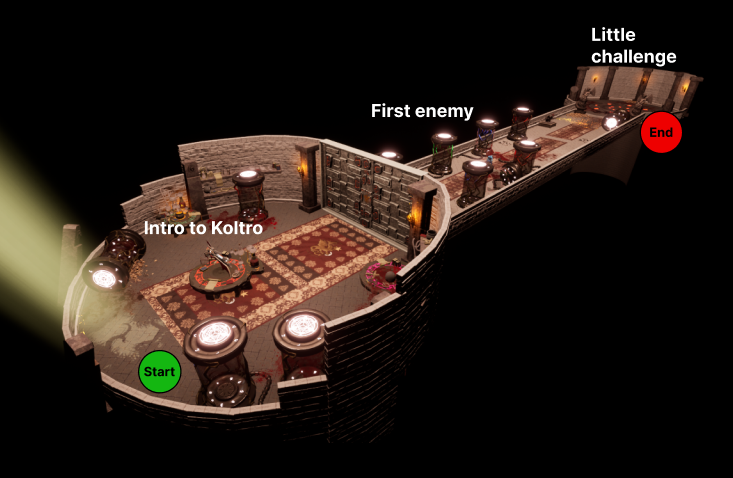 Little
challenge
First enemy
Intro to Koltro
End
Start